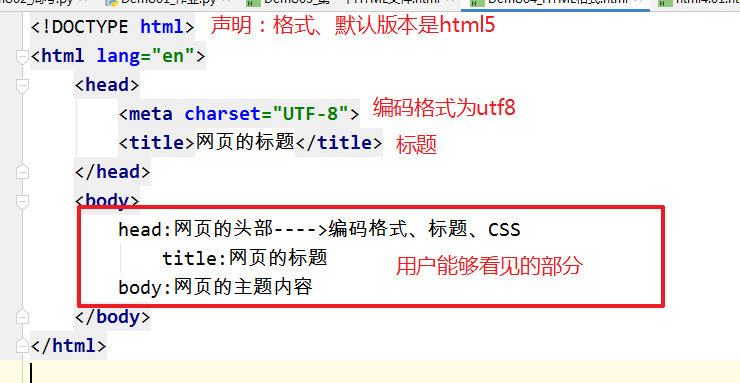 <!DOCTYPE html> 声明：格式、默认版本是html5
<html lang="en">
<head>
<meta charset="UTF-8"> 编码格式为utf8
<title>网页的标题</title> 标题
</head>
<body>
head:网页的头部---->编码格式、标题、CSS
title:网页的标题
用户能够看见的部分
body:网页的主题内容
</body>
</html>